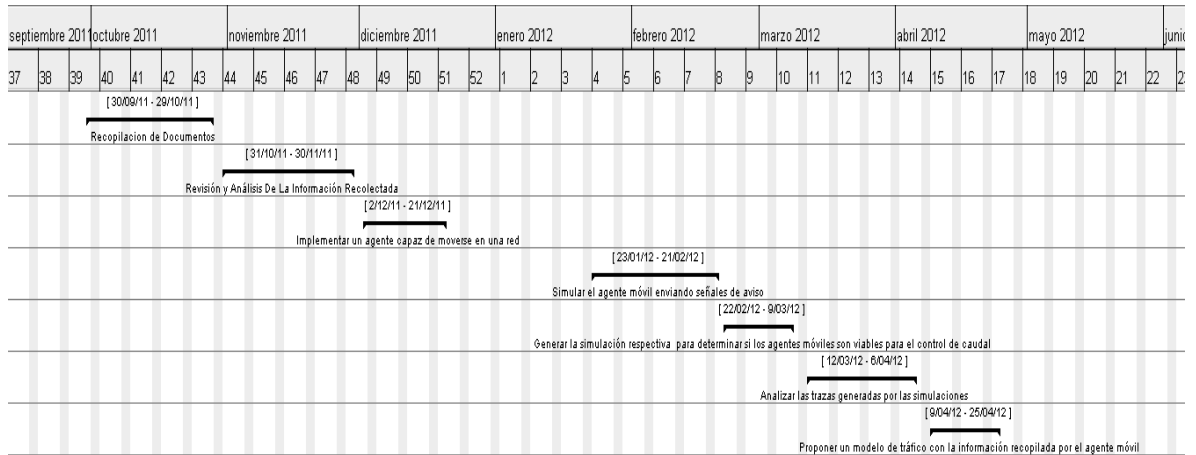 septiembre 2011 octubre 2011 noviembre 2011 diciembre 2011 enero 2012 febrero 2012 marzo 2012 abril 2012 mayo 2012 junio
37 38 39 40 41 42 43 44 45 46 47 48 49 50 51 52 1 2 3 4 5 6 7 8 9 10 11 12 13 14 15 16 17 18 19 20 21 22 23
[ 30/09/11 - 29/10/11 ]
Recopilacion de Documentos
[ 31/10/11 - 30/11/11 ]
Revisión y Análisis De La Información Recolectada
[ 2/12/11 - 21/12/11 ]
Implementar un agente capaz de moverse en una red
[ 23/01/12 - 21/02/12 ]
Simular el agente móvil enviando señales de aviso
[ 22/02/12 - 9/03/12 ]
Generar la simulación respectiva para determinar si los agentes móviles son viables para el control de caudal
[ 12/03/12 - 6/04/12 ]
Analizar las trazas generadas por las simulaciones
[ 9/04/12 - 25/04/12 ]
Proponer un modelo de tráfico con la información recopilada por el agente móvil